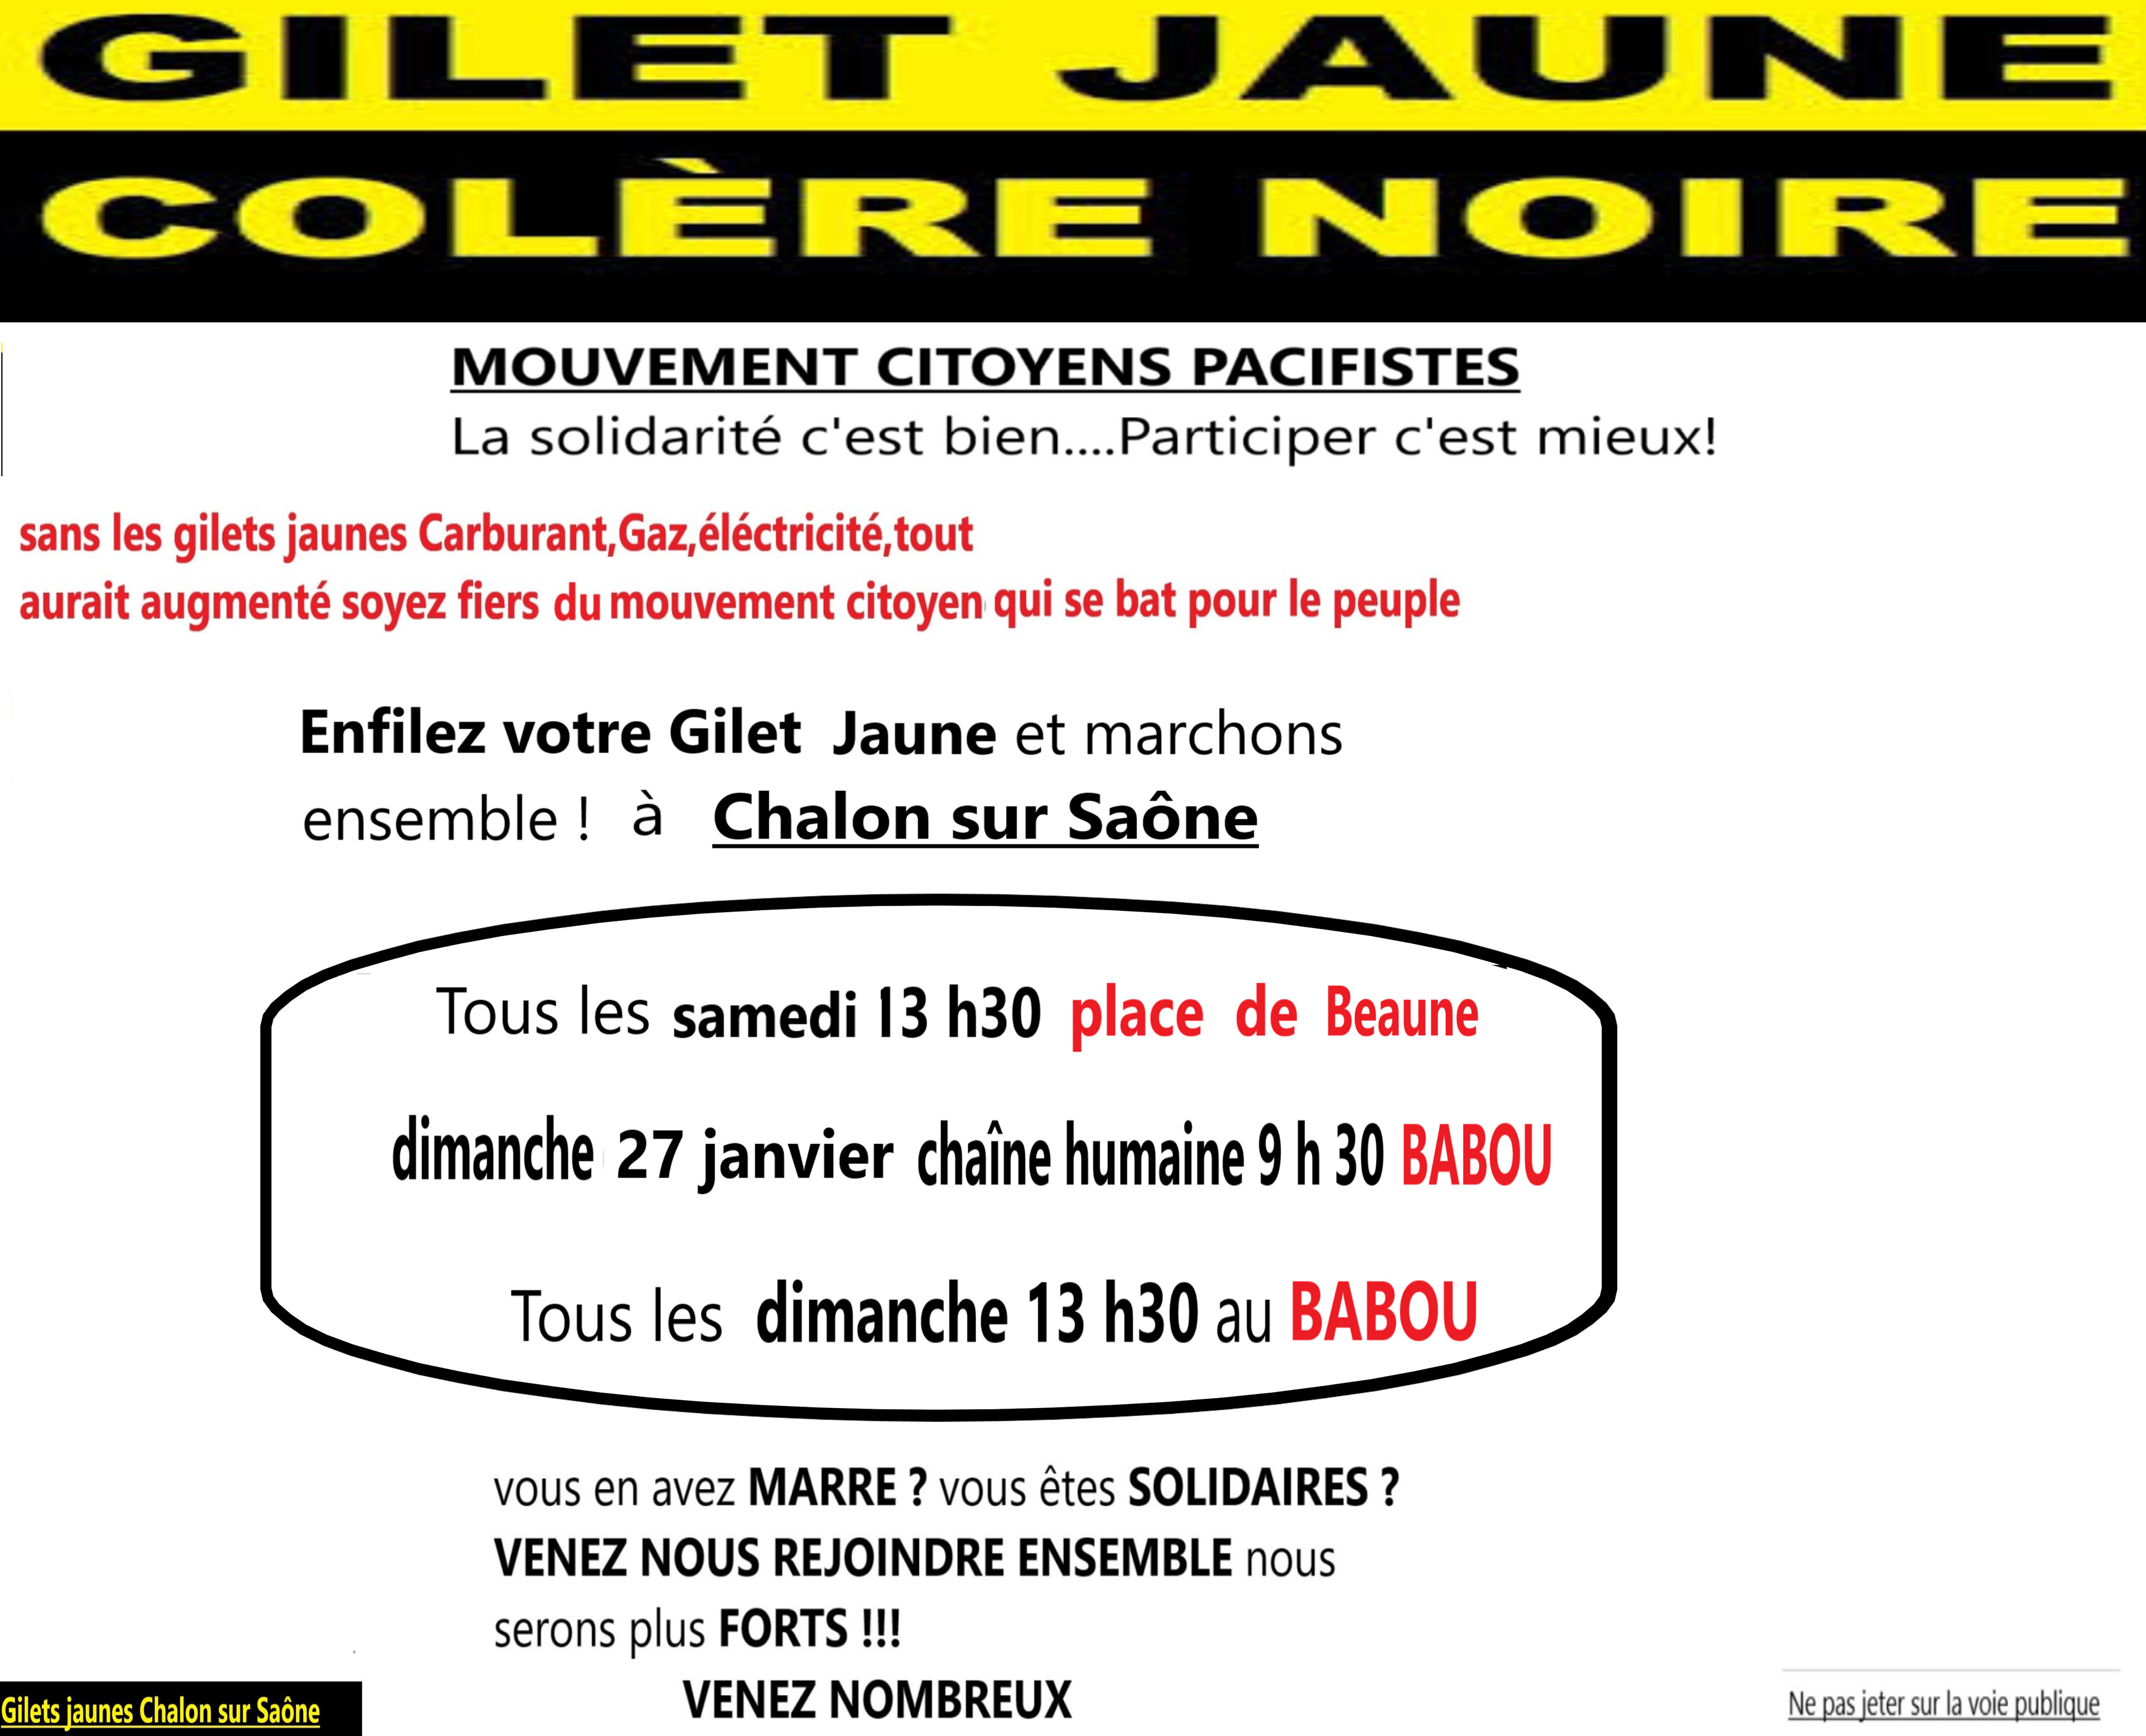 GILET JAUNE
COLÈRE NOIRE
MOUVEMENT CITOYENS PACIFISTES
La solidarité c'est bien....Participer c'est mieux!
sans les gilets jaunes Carburant,Gaz,éléctricité,tout
aurait augmenté soyez fiers du mouvement citoyen qui se bat pour le peuple
Enfilez votre Gilet Jaune et marchons
ensemble ! à Chalon sur Saône
Tous les samedi 13 h30 place de Beaune
dimanche 27 janvier chaîne humaine 9 h 30 BABOU
Tous les dimanche 13 h30 au BABOU
vous en avez MARRE ? vous êtes SOLIDAIRES ?
VENEZ NOUS REJOINDRE ENSEMBLE nous
serons plus FORTS !!!
VENEZ NOMBREUX
Gilets jaunes Chalon sur Saône
Ne pas jeter sur la voie publique